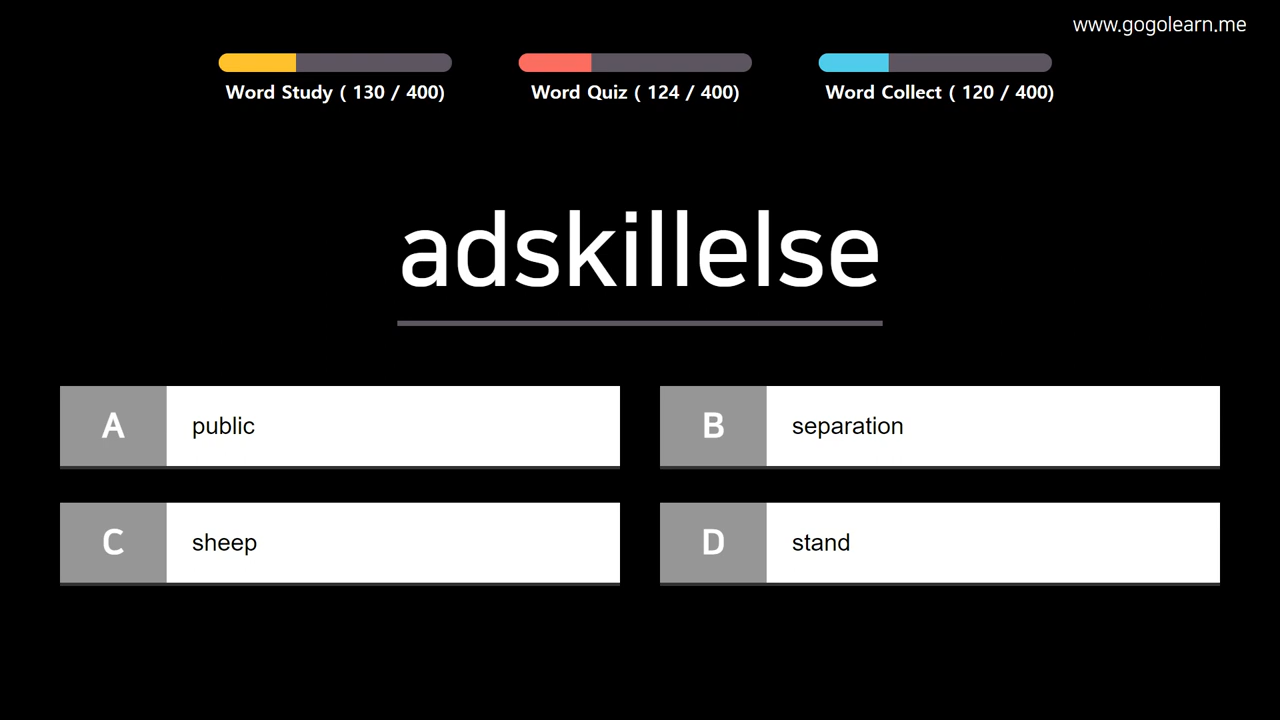 www.gogolearn.me
Word Study ( 130 / 400)
Word Quiz ( 124 / 400)
Word Collect ( 120 / 400)
adskillelse
A public
B separation
C sheep
D stand